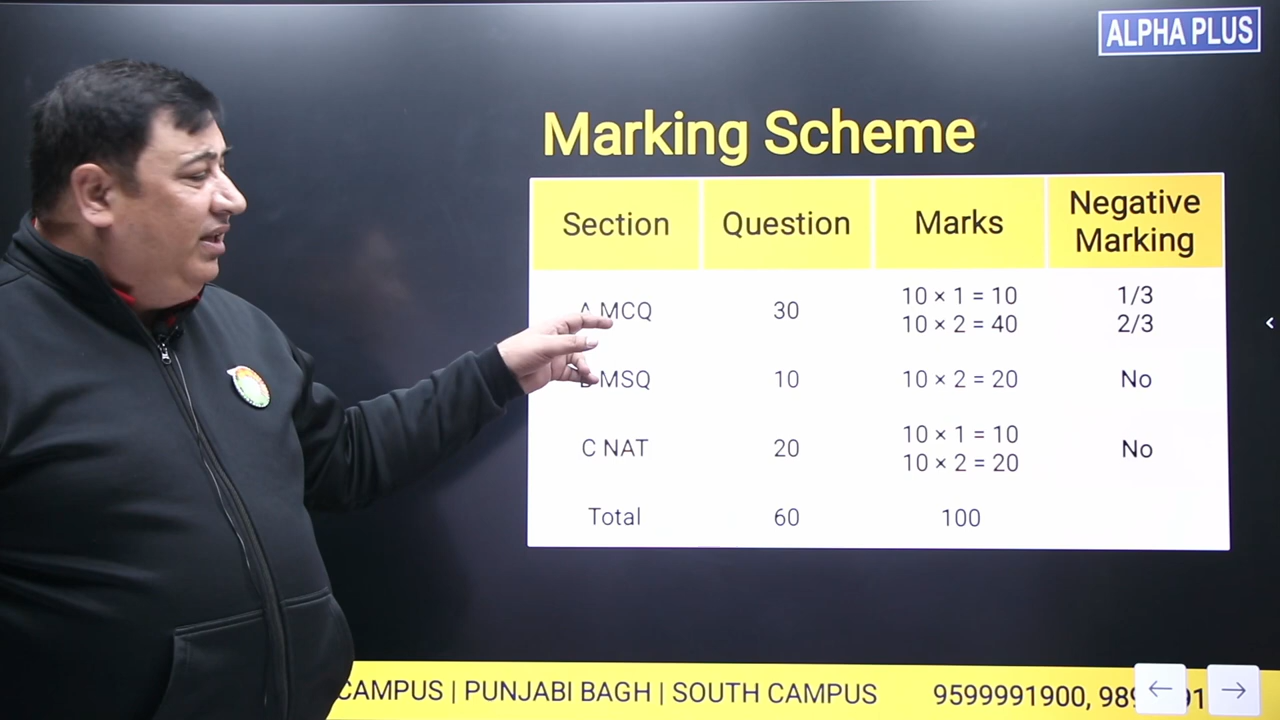 ALPHA PLUS
Marking Scheme
Section Question Marks Negative Marking
A MCQ 30 10 × 1 = 10 1/3
10 × 2 = 40 2/3
MSQ 10 10 × 2 = 20 No
C NAT 20 10 × 1 = 10 No
10 × 2 = 20
Total 60 100
CAMPUS | PUNJABI BAGH | SOUTH CAMPUS 9599991900,